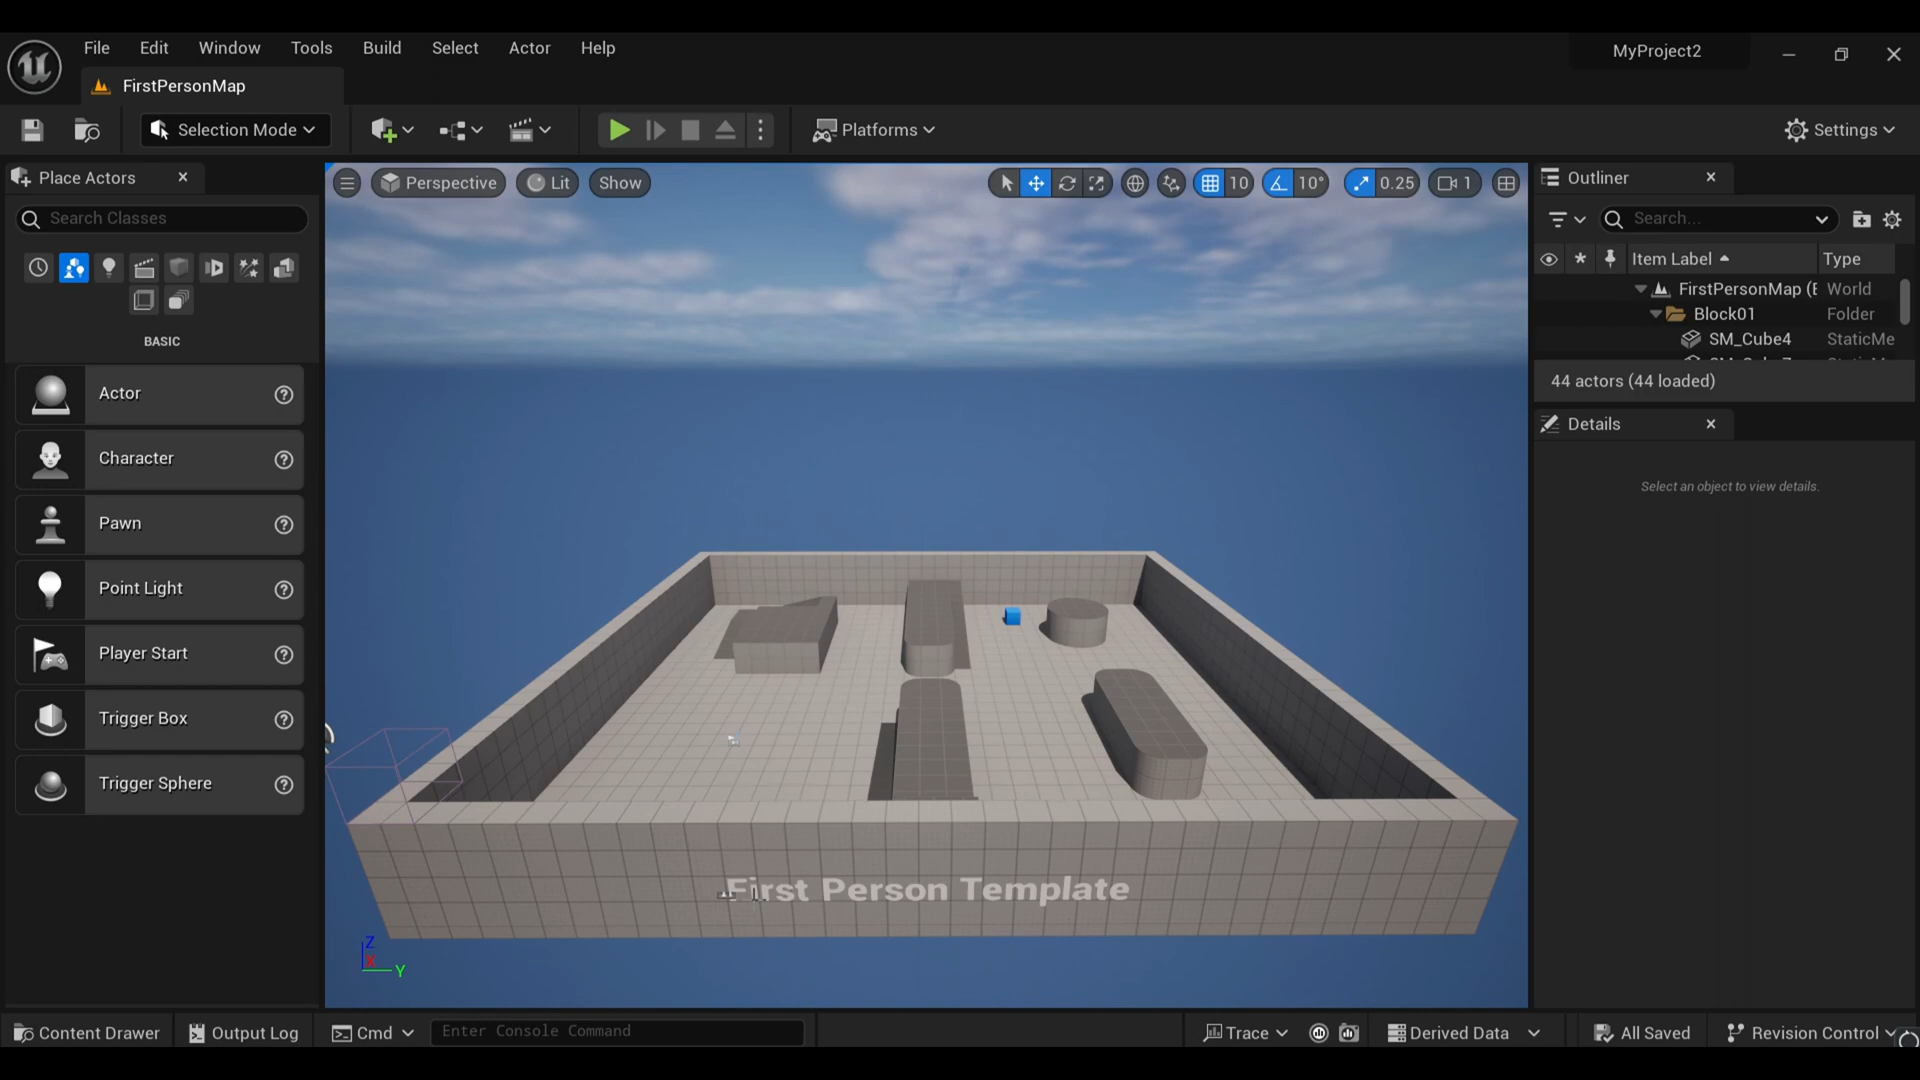 File Edit Window Tools Build Select Actor Help
MyProject2
FirstPersonMap
Selection Mode
Platforms
Settings
Place Actors
Search Classes
BASIC
Actor
Character
Pawn
Point Light
Player Start
Trigger Box
Trigger Sphere
Perspective Lit Show
10 10° 0.25 1
First Person Template
Z
X
Y
Outliner
Search...
Item Label Type
FirstPersonMap (E World
Block01 Folder
SM_Cube4 StaticMe
44 actors (44 loaded)
Details
Select an object to view details.
Content Drawer Output Log Cmd Enter Console Command Trace Derived Data All Saved Revision Control